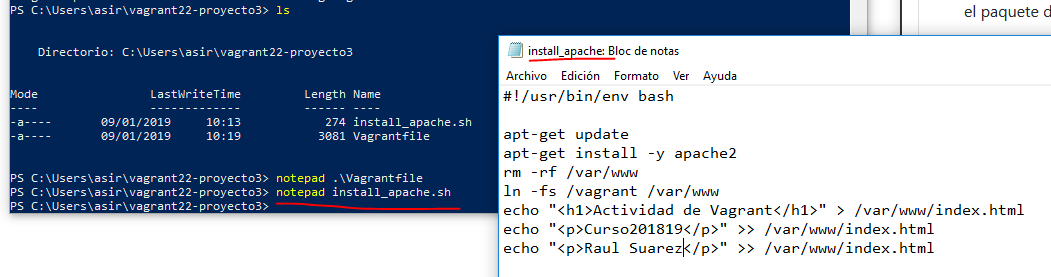 PS C:\Users\asir\vagrant22-proyecto3> ls
Directorio: C:\Users\asir\vagrant22-proyecto3
Mode LastWriteTime Length Name
---- ------------- ------ ----
-a---- 09/01/2019 10:13 274 install_apache.sh
-a---- 09/01/2019 10:19 3081 Vagrantfile
PS C:\Users\asir\vagrant22-proyecto3> notepad .\Vagrantfile
PS C:\Users\asir\vagrant22-proyecto3> notepad install_apache.sh
PS C:\Users\asir\vagrant22-proyecto3>
el paquete d
install_apache: Bloc de notas
Archivo Edición Formato Ver Ayuda
#!/usr/bin/env bash
apt-get update
apt-get install -y apache2
rm -rf /var/www
ln -fs /vagrant /var/www
echo "<h1>Actividad de Vagrant</h1>" > /var/www/index.html
echo "<p>Curso201819</p>" >> /var/www/index.html
echo "<p>Raul Suarez</p>" >> /var/www/index.html